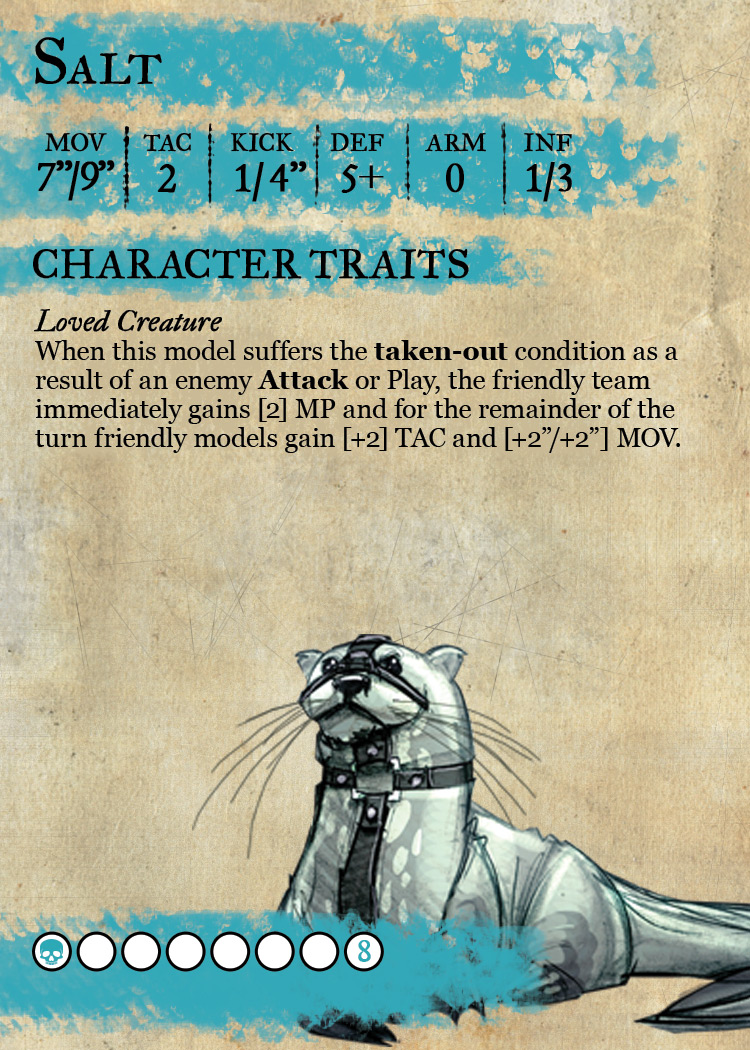 Salt
MOV TAC KICK DEF ARM INF
7”/9” 2 1/4” 5+ 0 1/3
CHARACTER TRAITS
Loved Creature
When this model suffers the taken-out condition as a
result of an enemy Attack or Play, the friendly team
immediately gains [2] MP and for the remainder of the
turn friendly models gain [+2] TAC and [+2”/+2”] MOV.
8